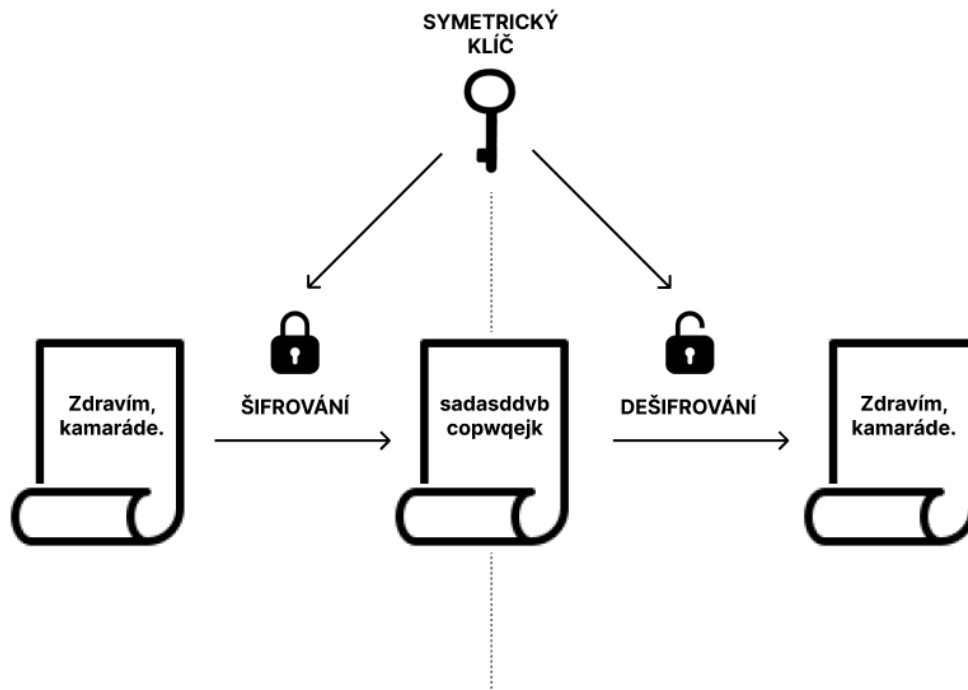 SYMETRICKÝ
KLÍČ
Zdravím,
kamaráde.
ŠIFROVÁNÍ
sadasddvb
copwqejk
DEŠIFROVÁNÍ
Zdravím,
kamaráde.